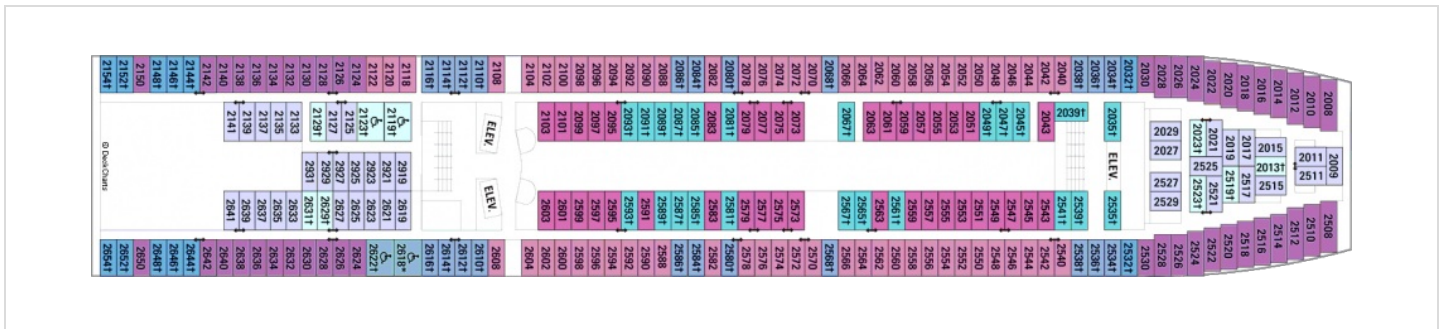 2154† 2152† 2150 2148† 2146† 2144† 2142 2140 2138 2136 2134 2132 2130 2128 2126 2124 2122 2120 2118 2116† 2114† 2112† 2110† 2108 2104 2102 2100 2098 2096 2094 2092 2090 2088 2086† 2084† 2082 2080† 2078 2076 2074 2072 2070 2068† 2066 2064 2062 2060 2058 2056 2054 2052 2050 2048 2046 2044 2042 2040 2038† 2036† 2034† 2032† 2030 2028 2026 2024 2022 2020 2018 2016 2014 2012 2010 2008
2141 2139 2137 2135 2133 2129† 2127 2125 2123† 2119† ELEV. 2103 2101 2099 2097 2095 2093† 2091† 2089† 2087† 2085† 2083 2081† 2079 2077 2075 2073 2067† 2063 2061 2059 2057 2055 2053 2051 2049† 2047† 2045† 2043 2039† 2035† 2029 2023† 2021 2019 2017 2015
2027 2013† 2011 2009
© DeckCharts 2931 2929 2927 2925 2923 2921 2919 ELEV. ELEV. 2527 2525 2519† 2517 2515 2511
2641 2639 2637 2635 2633 2631† 2629† 2627 2625 2623 2621 2619 2603 2601 2599 2597 2595 2593† 2591 2589† 2587† 2585† 2583 2581† 2579 2577 2575 2573 2567† 2565† 2563 2561† 2559 2557 2555 2553 2551 2549 2547 2545 2543 2541† 2539† 2535† 2529 2523† 2521
2654† 2652† 2650 2648† 2646† 2644† 2642 2640 2638 2636 2634 2632 2630 2628 2626 2624 2622† 2618* 2616† 2614† 2612† 2610† 2608 2604 2602 2600 2598 2596 2594 2592 2590 2588 2586† 2584† 2582 2580† 2578 2576 2574 2572 2570 2568† 2566 2564 2562 2560 2558 2556 2554 2552 2550 2548 2546 2544 2542 2540 2538† 2536† 2534† 2532† 2530 2528 2526 2524 2522 2520 2518 2516 2514 2512 2510 2508